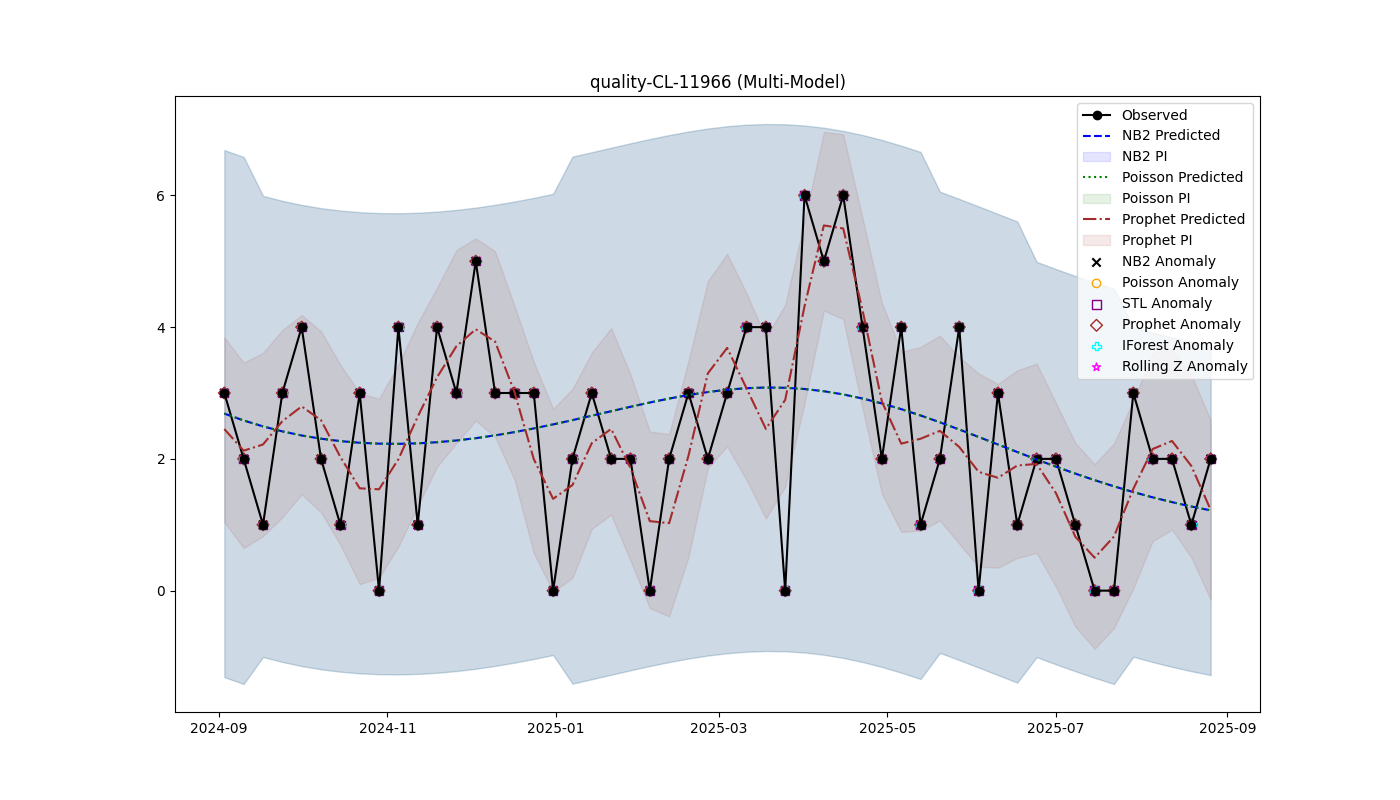 quality-CL-11966 (Multi-Model)
Observed
NB2 Predicted
NB2 PI
Poisson Predicted
Poisson PI
Prophet Predicted
Prophet PI
NB2 Anomaly
Poisson Anomaly
STL Anomaly
Prophet Anomaly
IForest Anomaly
Rolling Z Anomaly
6
4
2
0
2024-09 2024-11 2025-01 2025-03 2025-05 2025-07 2025-09